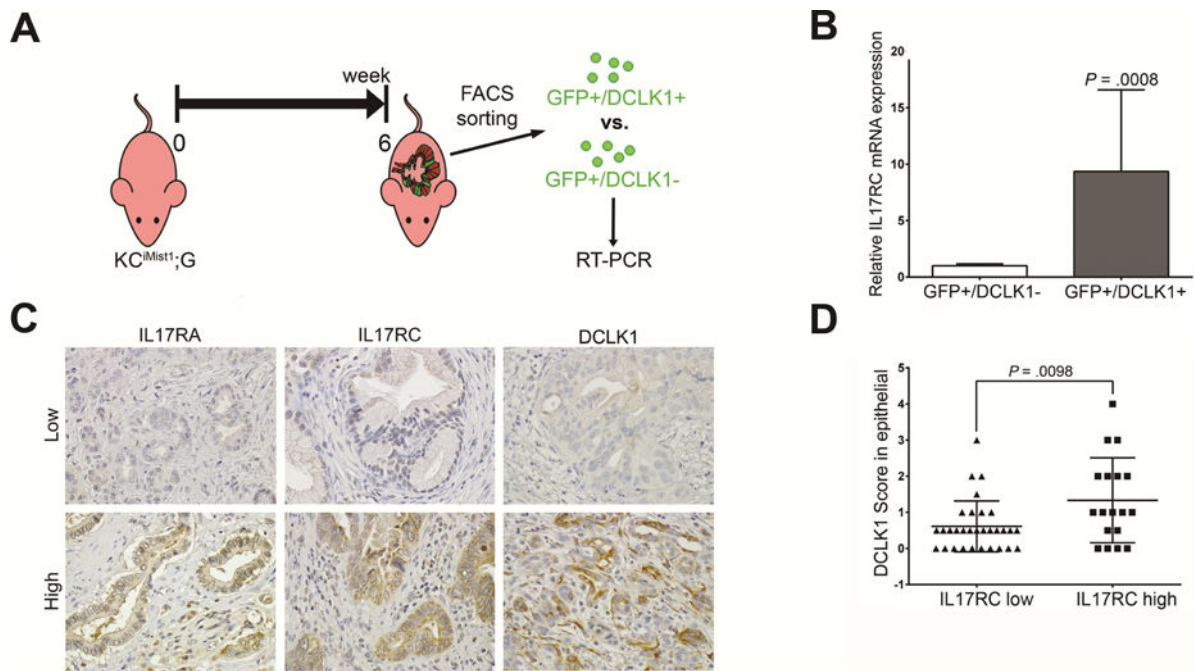 A
week
0
6
KCiMist1;G
FACS
sorting
GFP+/DCLK1+
vs.
GFP+/DCLK1-
RT-PCR
B
Relative IL17RC mRNA expression
20
15
10
5
0
P = .0008
GFP+/DCLK1-
GFP+/DCLK1+
C
IL17RA
IL17RC
DCLK1
Low
High
D
DCLK1 Score in epithelial
5
4
3
2
1
0
-1
P = .0098
IL17RC low
IL17RC high